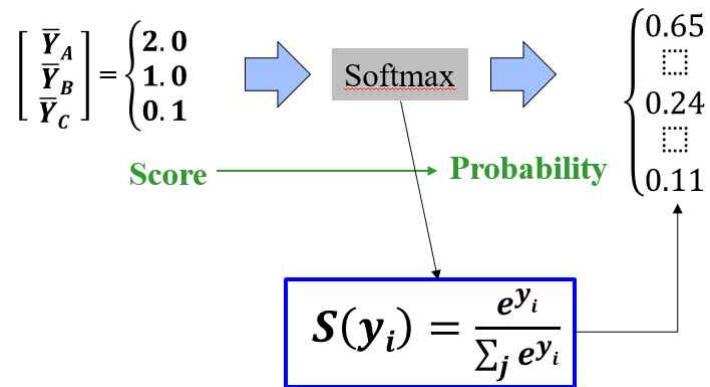 [Ȳ_A Ȳ_B Ȳ_C] = {2.0 1.0 0.1
Softmax
{0.65 0.24 0.11
Score
Probability
S(y_i) = e^{y_i} / ∑_j e^{y_i}